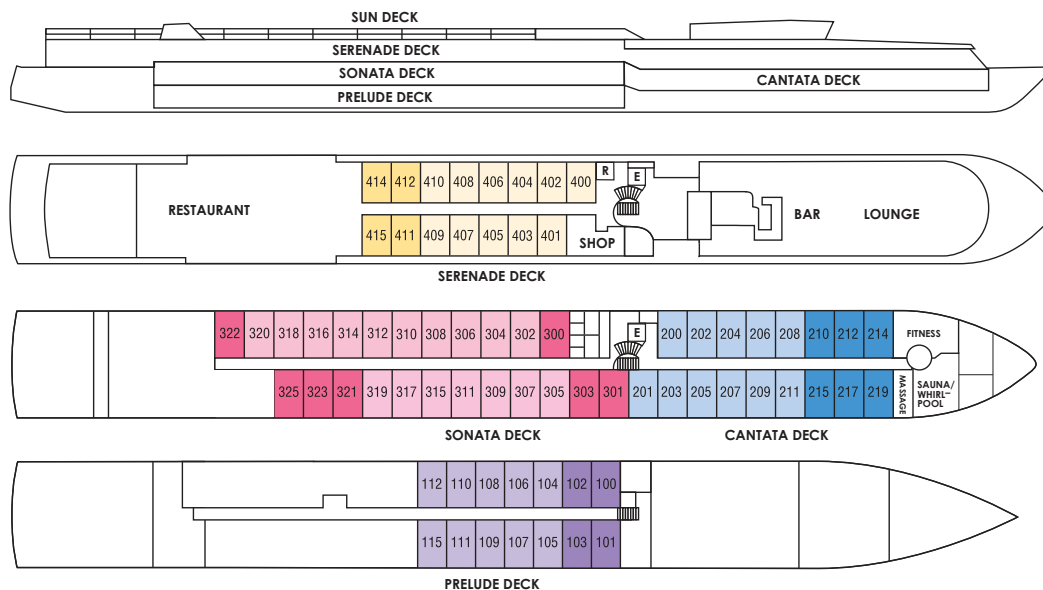 SUN DECK
SERENADE DECK
SONATA DECK
CANTATA DECK
PRELUDE DECK
414 412 410 408 406 404 402 400 R E
RESTAURANT
BAR LOUNGE
415 411 409 407 405 403 401 SHOP
SERENADE DECK
322 320 318 316 314 312 310 308 306 304 302 300 E 200 202 204 206 208 210 212 214 FITNESS
325 323 321 319 317 315 311 309 307 305 303 301 201 203 205 207 209 211 215 217 219 MASSAGE SAUNA/
WHIRL–
POOL
SONATA DECK CANTATA DECK
112 110 108 106 104 102 100
115 111 109 107 105 103 101
PRELUDE DECK